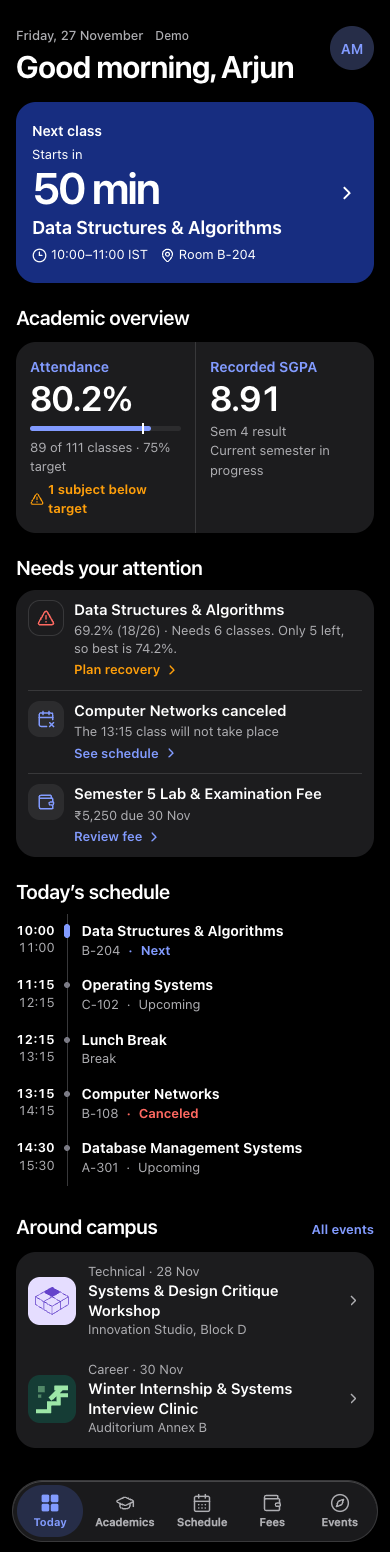 Friday, 27 November Demo
Good morning, Arjun
AM
Next class
Starts in
50 min
Data Structures & Algorithms
10:00–11:00 IST Room B-204
Academic overview
Attendance
80.2%
89 of 111 classes · 75%
target
1 subject below
target
Recorded SGPA
8.91
Sem 4 result
Current semester in
progress
Needs your attention
Data Structures & Algorithms
69.2% (18/26) · Needs 6 classes. Only 5 left,
so best is 74.2%.
Plan recovery
Computer Networks canceled
The 13:15 class will not take place
See schedule
Semester 5 Lab & Examination Fee
₹5,250 due 30 Nov
Review fee
Today’s schedule
10:00 Data Structures & Algorithms
11:00 B-204 · Next
11:15 Operating Systems
12:15 C-102 · Upcoming
12:15 Lunch Break
13:15 Break
13:15 Computer Networks
14:15 B-108 · Canceled
14:30 Database Management Systems
15:30 A-301 · Upcoming
Around campus All events
Technical · 28 Nov
Systems & Design Critique
Workshop
Innovation Studio, Block D
Career · 30 Nov
Winter Internship & Systems
Interview Clinic
Auditorium Annex B
Today Academics Schedule Fees Events